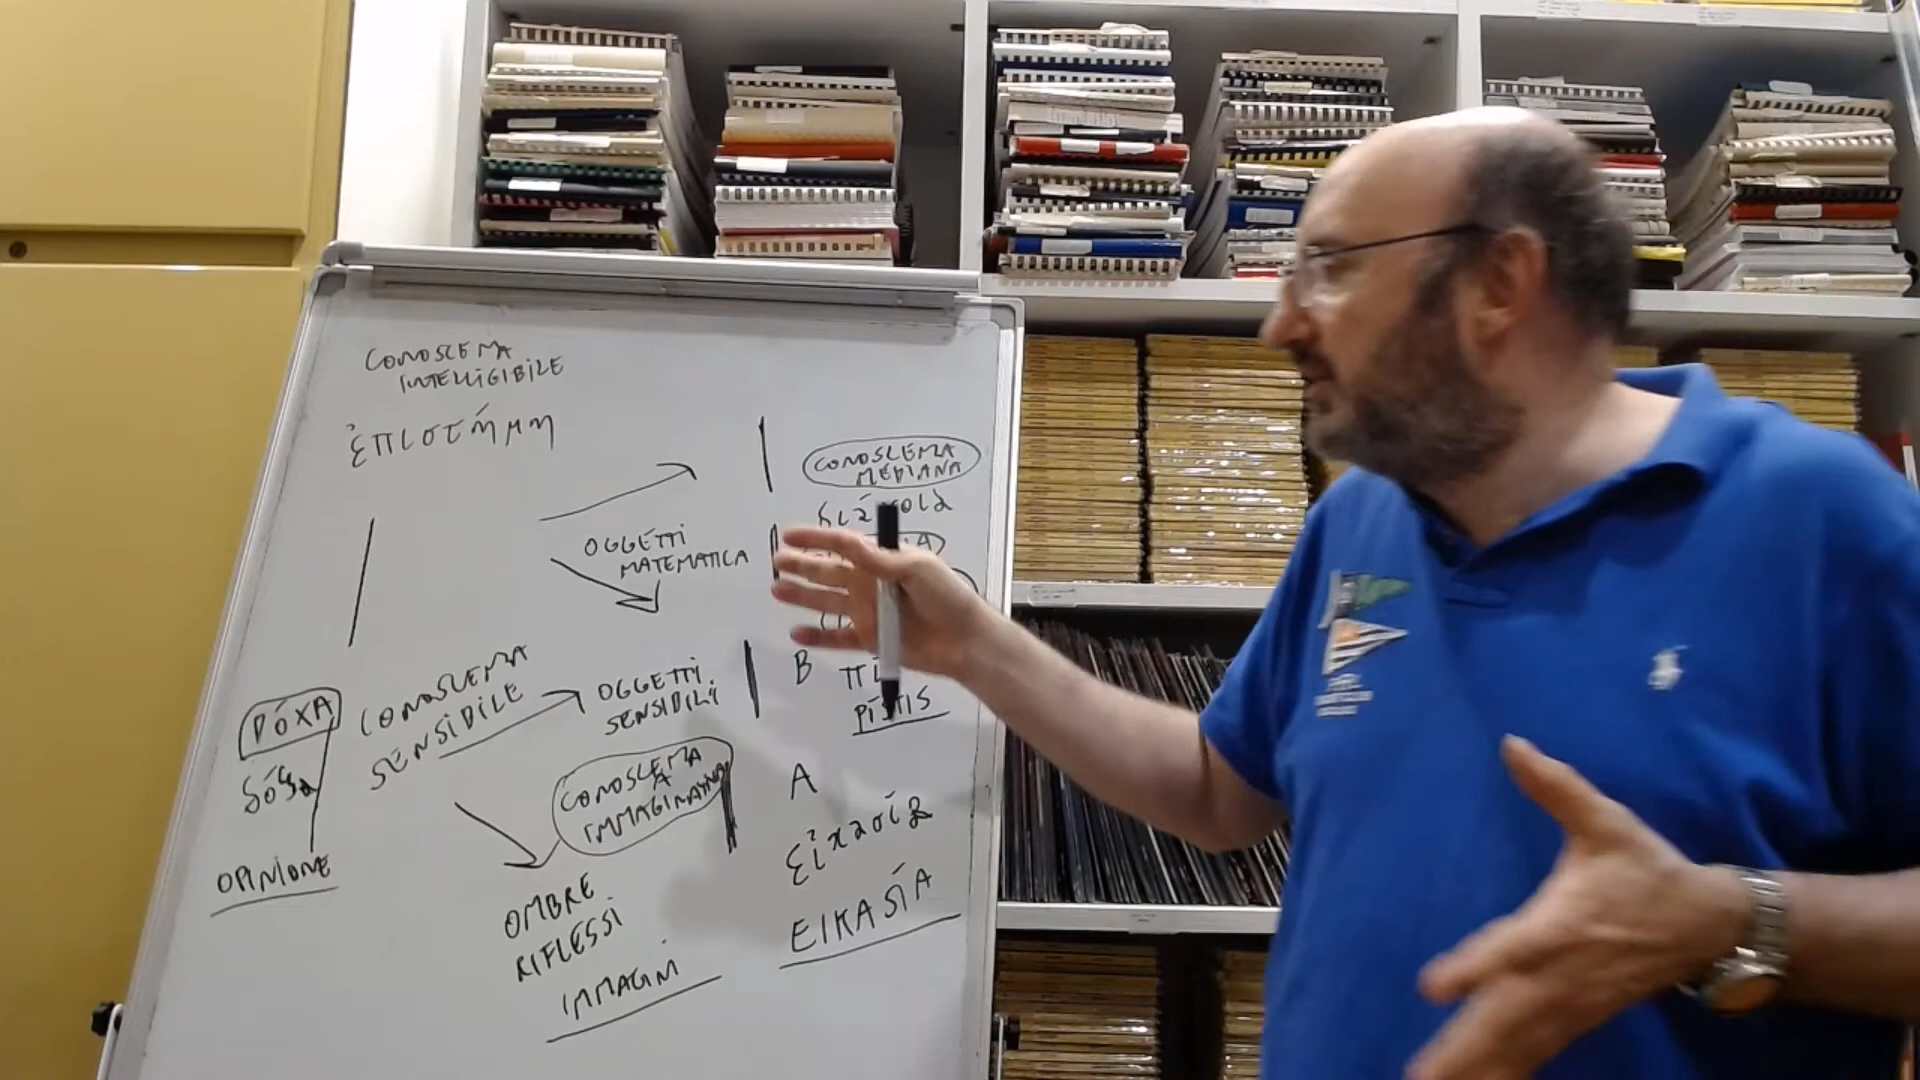 CONOSCENZA
INTELLIGIBILE
ἐπιστήμη
CONOSCENZA
MEDIANA
OGGETTI
MATEMATICA
DÓXA
δόξα
OPINIONE
CONOSCENZA
SENSIBILE
OGGETTI
SENSIBILI
B
PÍSTIS
CONOSCENZA
IMMAGINATIVA
OMBRE
RIFLESSI
IMMAGINI
A
εἰκασία
EIKASÍA